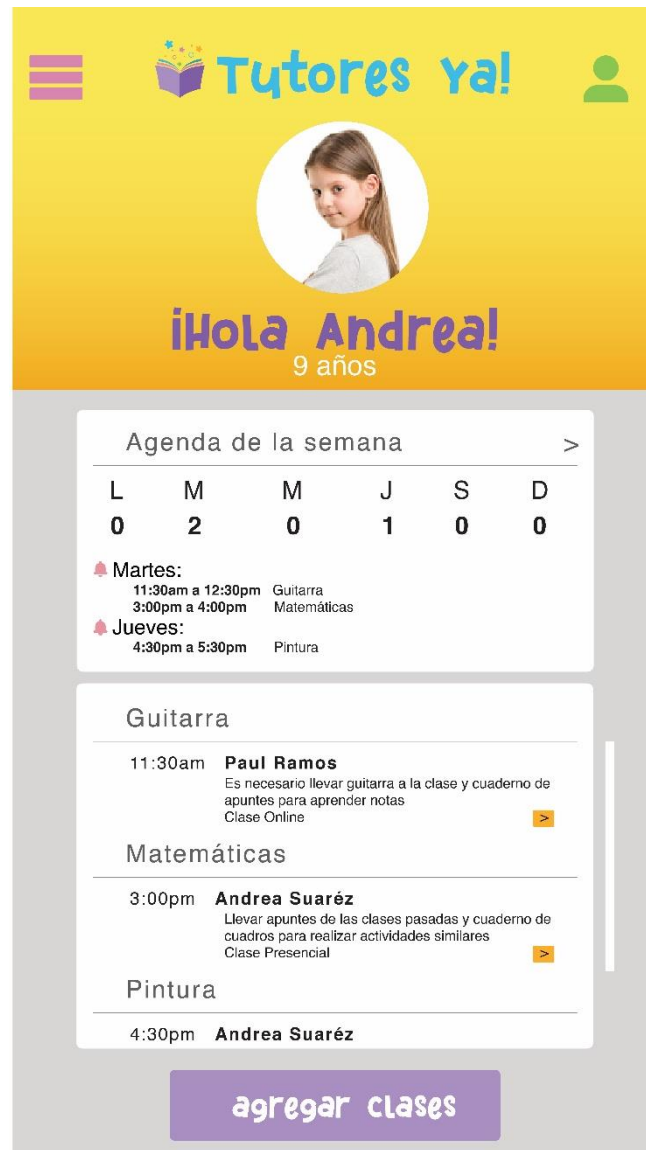 Tutores Ya!
¡Hola Andrea!
9 años
Agenda de la semana >
L M M J S D
0 2 0 1 0 0
Martes:
11:30am a 12:30pm Guitarra
3:00pm a 4:00pm Matemáticas
Jueves:
4:30pm a 5:30pm Pintura
Guitarra
11:30am Paul Ramos
Es necesario llevar guitarra a la clase y cuaderno de
apuntes para aprender notas
Clase Online >
Matemáticas
3:00pm Andrea Suaréz
Llevar apuntes de las clases pasadas y cuaderno de
cuadros para realizar actividades similares
Clase Presencial >
Pintura
4:30pm Andrea Suaréz
agregar clases